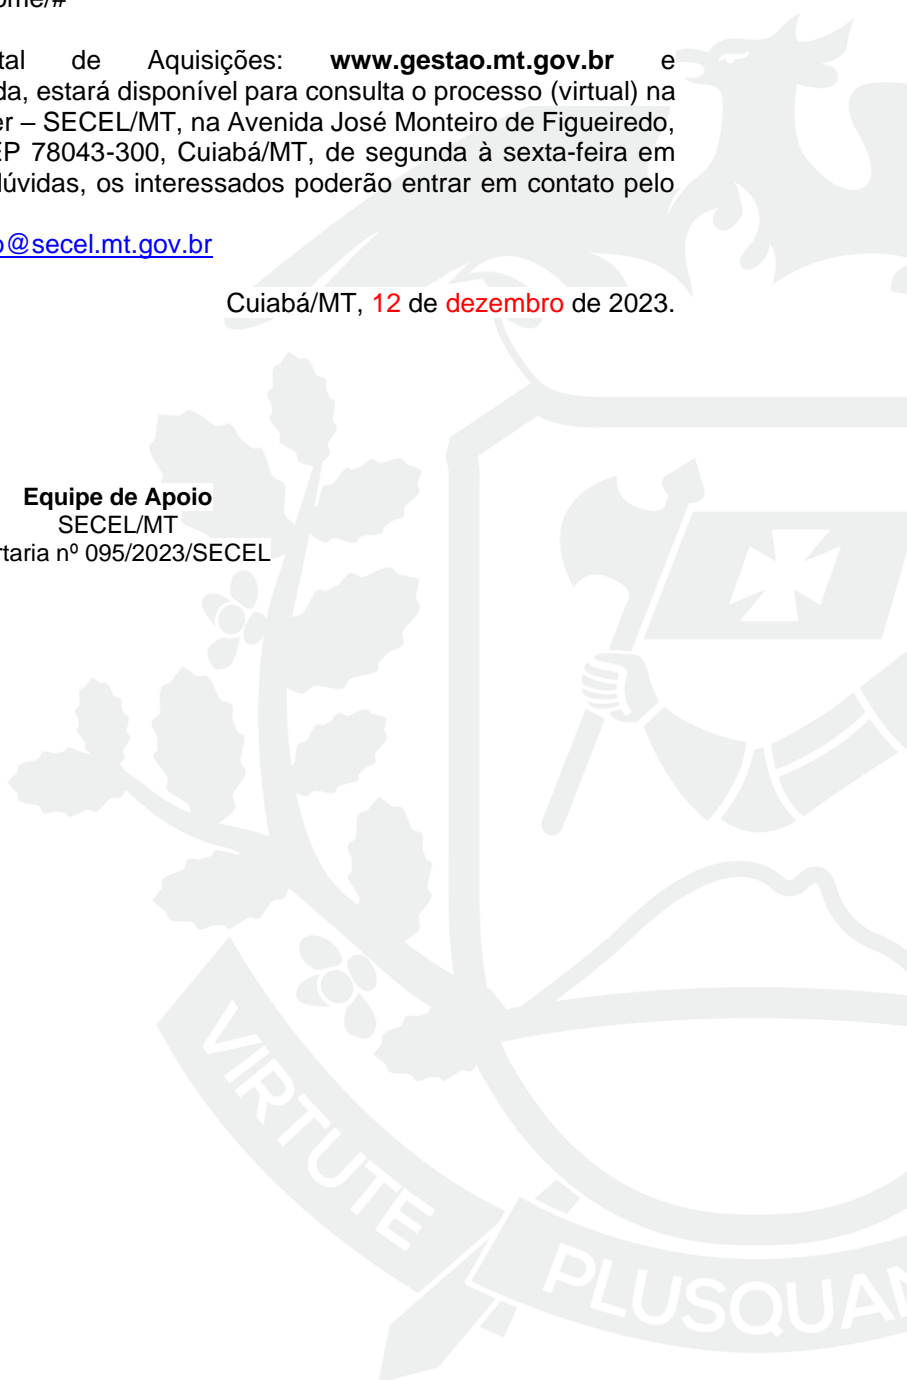 ome/#
tal de Aquisições: www.gestao.mt.gov.br e
da, estará disponível para consulta o processo (virtual) na
er – SECEL/MT, na Avenida José Monteiro de Figueiredo,
EP 78043-300, Cuiabá/MT, de segunda à sexta-feira em
dúvidas, os interessados poderão entrar em contato pelo
o@secel.mt.gov.br
Cuiabá/MT, 12 de dezembro de 2023.
Equipe de Apoio
SECEL/MT
rtaria nº 095/2023/SECEL
VIRTUTE
PLUSQUAM